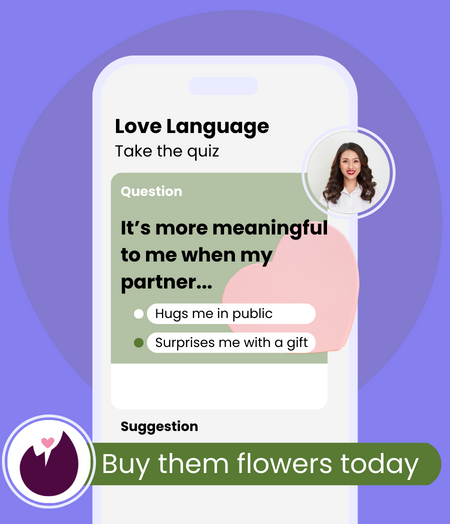 Love Language
Take the quiz
Question
It’s more meaningful
to me when my
partner...
Hugs me in public
Surprises me with a gift
Suggestion
Buy them flowers today